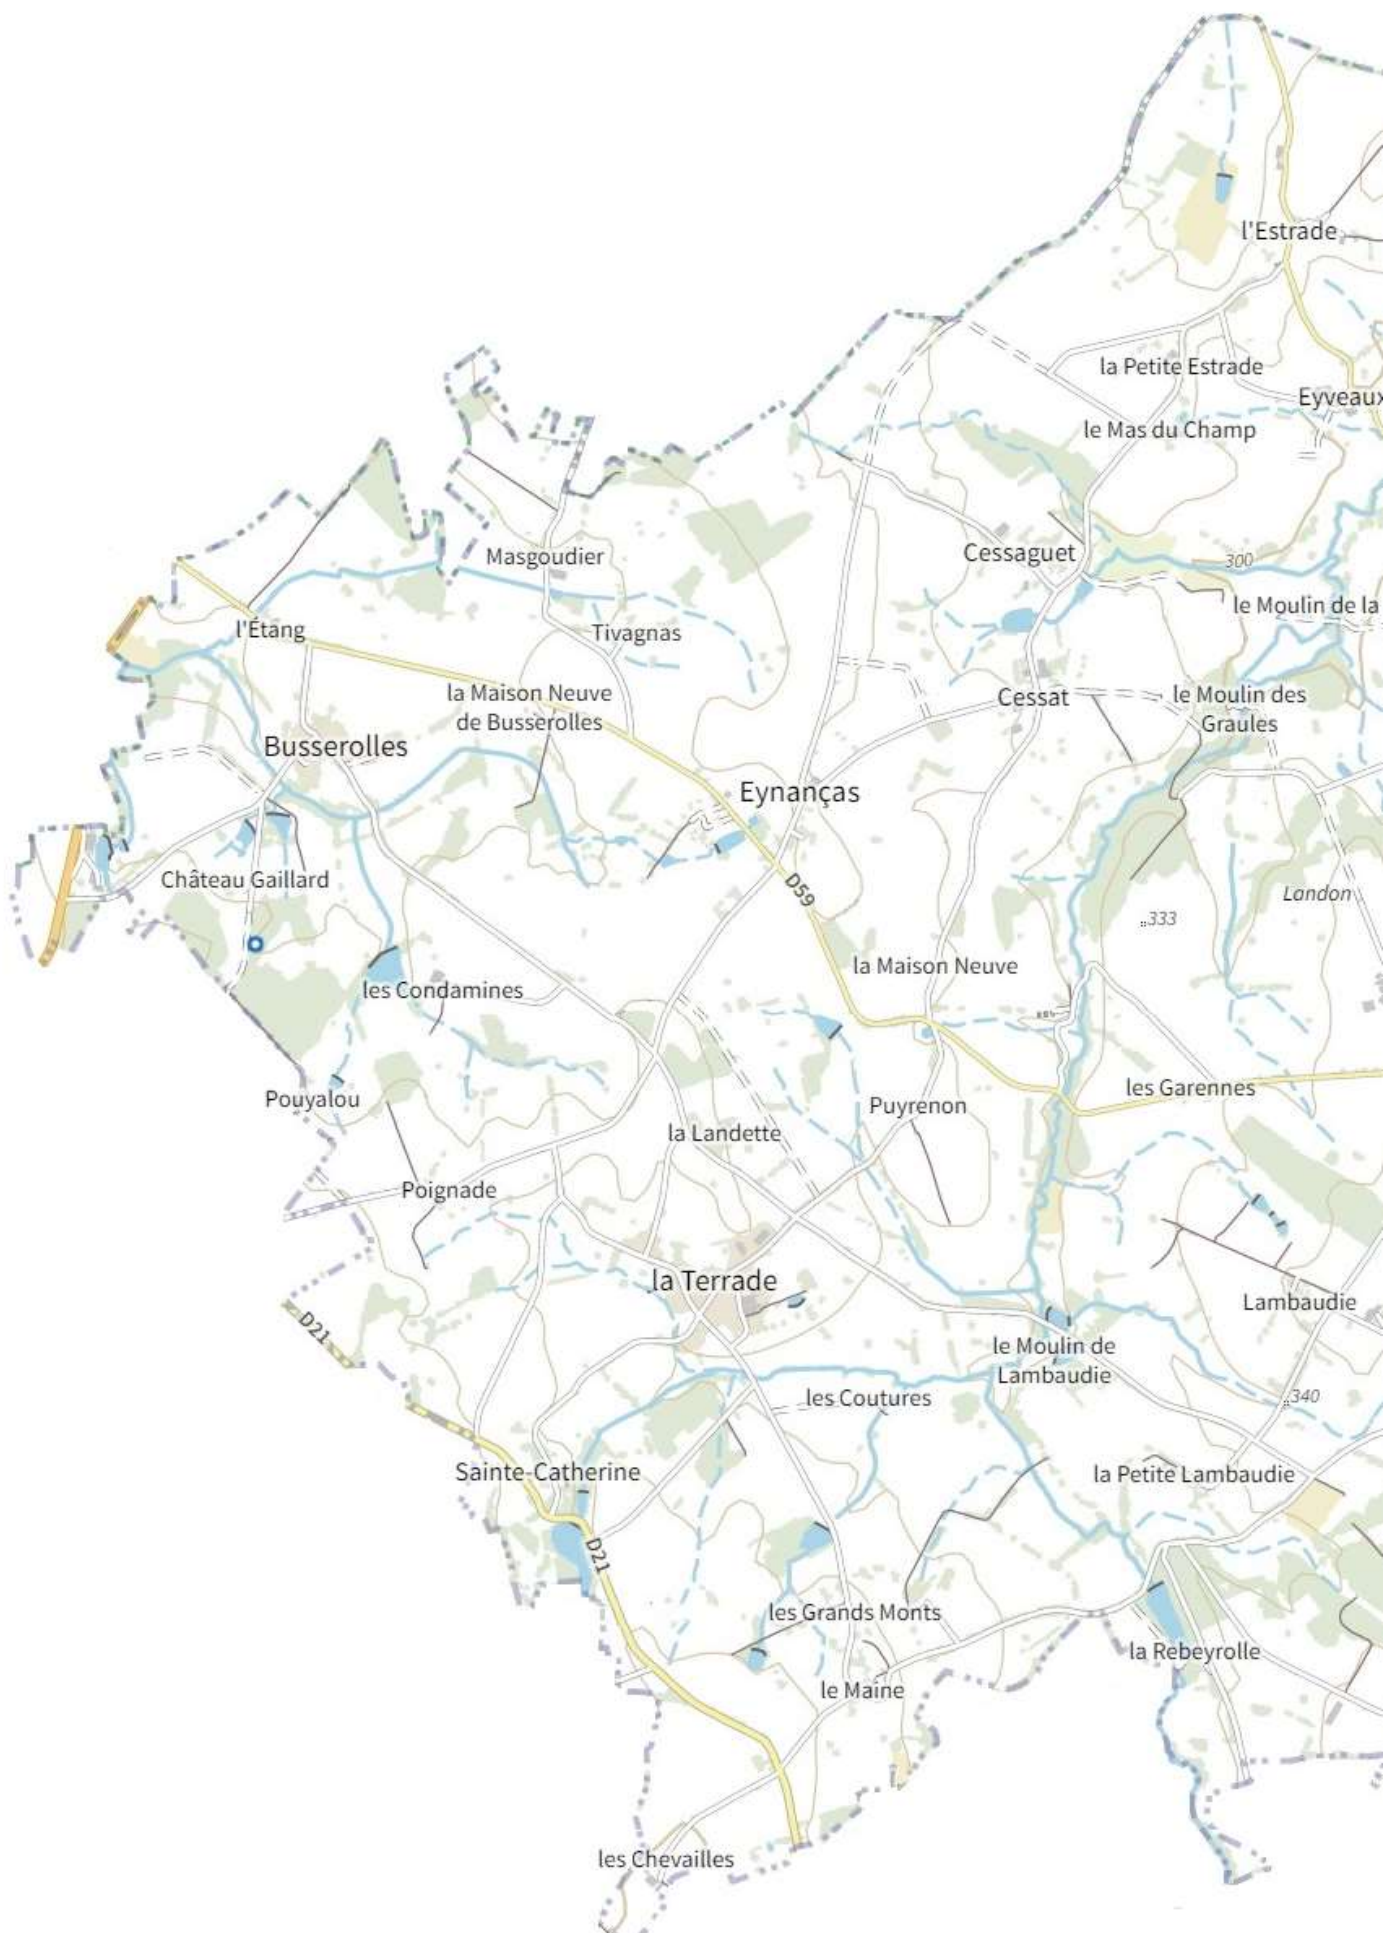 l'Estrade
la Petite Estrade
Eyveaux
le Mas du Champ
Masgoudier
Cessaguet
300
le Moulin de la
l'Étang
Tivagnas
la Maison Neuve
de Busserolles
Cessat
le Moulin des
Graules
Busserolles
Eynanças
Château Gaillard
D59
Landon
333
la Maison Neuve
les Condamines
Pouyalou
Puyrenon
les Garennes
la Landette
Poignade
la Terrade
Lambaudie
D21
le Moulin de
Lambaudie
les Coutures
340
Sainte-Catherine
la Petite Lambaudie
D21
les Grands Monts
la Rebeyrolle
le Maine
les Chevailles